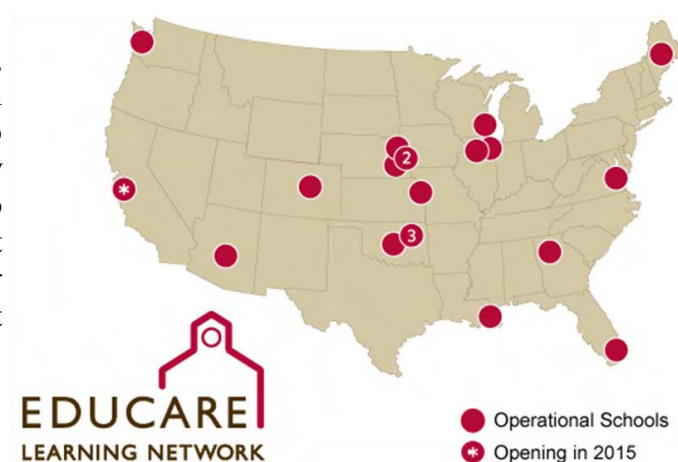 2
*
3
EDUCARE
LEARNING NETWORK
Operational Schools
* Opening in 2015